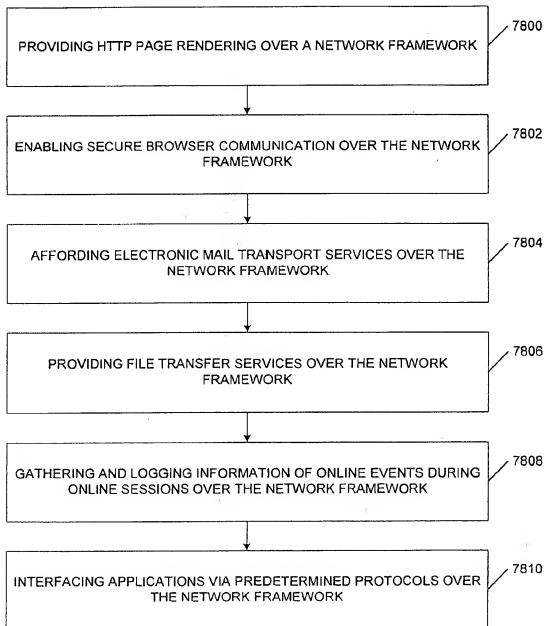 PROVIDING HTTP PAGE RENDERING OVER A NETWORK FRAMEWORK
7800
ENABLING SECURE BROWSER COMMUNICATION OVER THE NETWORK
FRAMEWORK
7802
AFFORDING ELECTRONIC MAIL TRANSPORT SERVICES OVER THE
NETWORK FRAMEWORK
7804
PROVIDING FILE TRANSFER SERVICES OVER THE NETWORK
FRAMEWORK
7806
GATHERING AND LOGGING INFORMATION OF ONLINE EVENTS DURING
ONLINE SESSIONS OVER THE NETWORK FRAMEWORK
7808
INTERFACING APPLICATIONS VIA PREDETERMINED PROTOCOLS OVER
THE NETWORK FRAMEWORK
7810